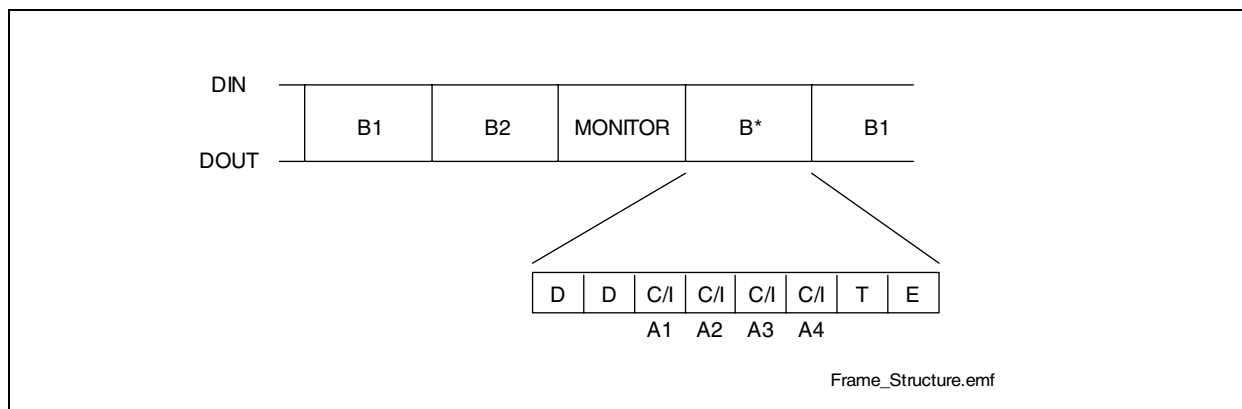 DIN
B1 B2 MONITOR B* B1
DOUT
D D C/I C/I C/I C/I T E
A1 A2 A3 A4
Frame_Structure.emf